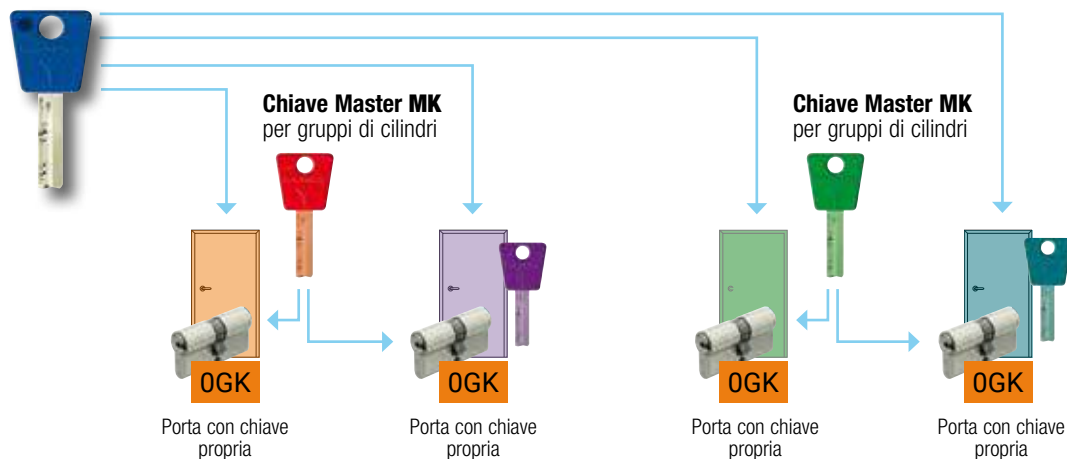 Chiave Master MK
per gruppi di cilindri
Chiave Master MK
per gruppi di cilindri
0GK
0GK
0GK
0GK
Porta con chiave
propria
Porta con chiave
propria
Porta con chiave
propria
Porta con chiave
propria